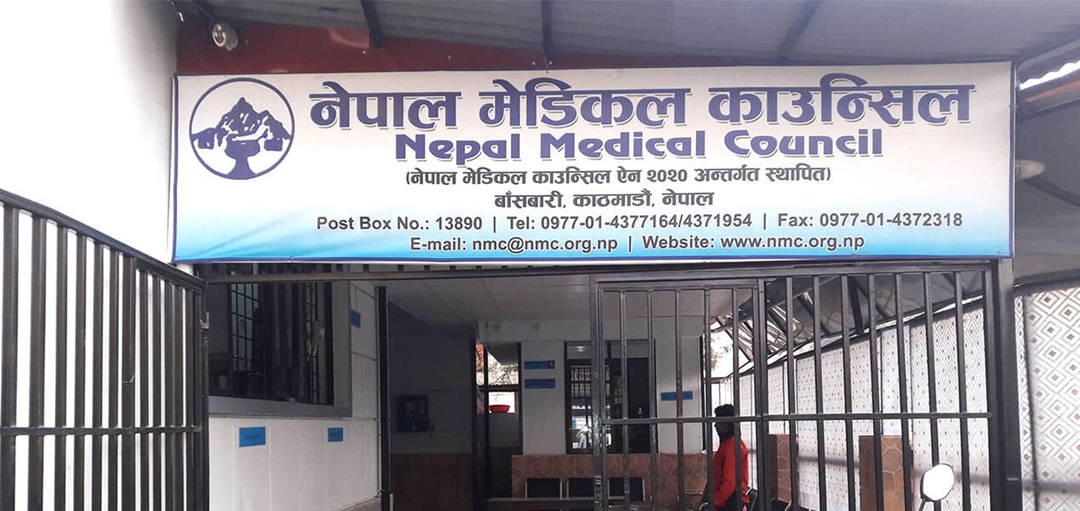 नेपाल मेडिकल काउन्सिल
Nepal Medical Council
(नेपाल मेडिकल काउन्सिल ऐन २०२० अन्तर्गत स्थापित)
बाँसबारी, काठमाडौं, नेपाल
Post Box No.: 13890 | Tel: 0977-01-4377164/4371954 | Fax: 0977-01-4372318
E-mail: nmc@nmc.org.np | Website: www.nmc.org.np